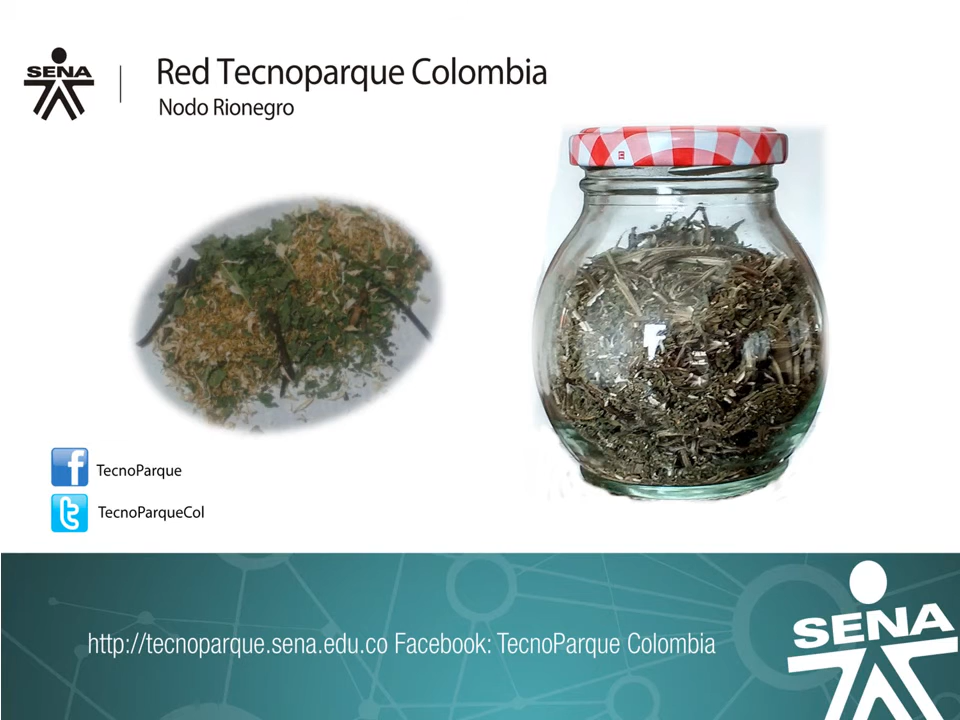 SENA
Red Tecnoparque Colombia
Nodo Rionegro
TecnoParque
TecnoParqueCol
http://tecnoparque.sena.edu.co Facebook: TecnoParque Colombia
SENA